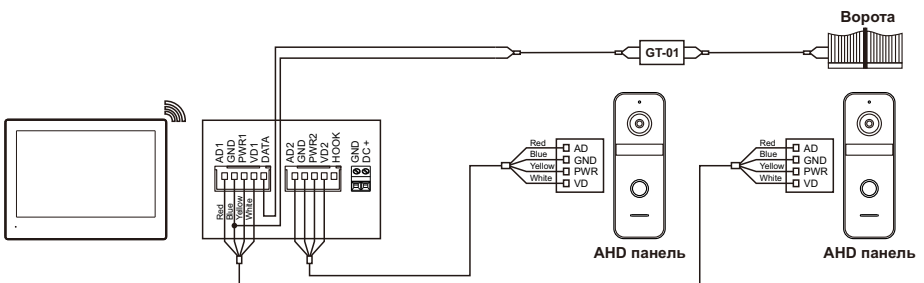 Ворота
GT-01
AD1
GND
PWR1
VD1
DATA
AD2
GND
PWR2
VD2
HOOK
GND
DC+
Red
Blue
Yellow
White
Red
Blue
Yellow
White
AD
GND
PWR
VD
Red
Blue
Yellow
White
AD
GND
PWR
VD
AHD панель
AHD панель